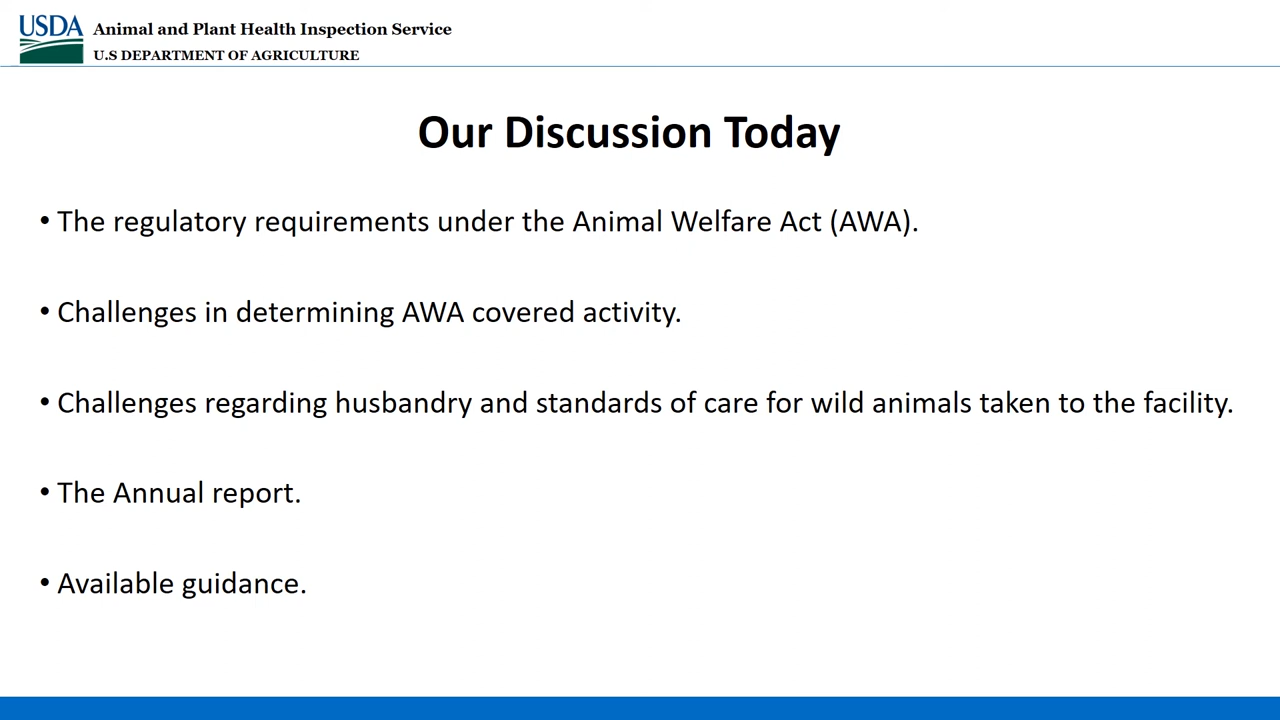 USDA
Animal and Plant Health Inspection Service
U.S DEPARTMENT OF AGRICULTURE
Our Discussion Today
• The regulatory requirements under the Animal Welfare Act (AWA).
• Challenges in determining AWA covered activity.
• Challenges regarding husbandry and standards of care for wild animals taken to the facility.
• The Annual report.
• Available guidance.